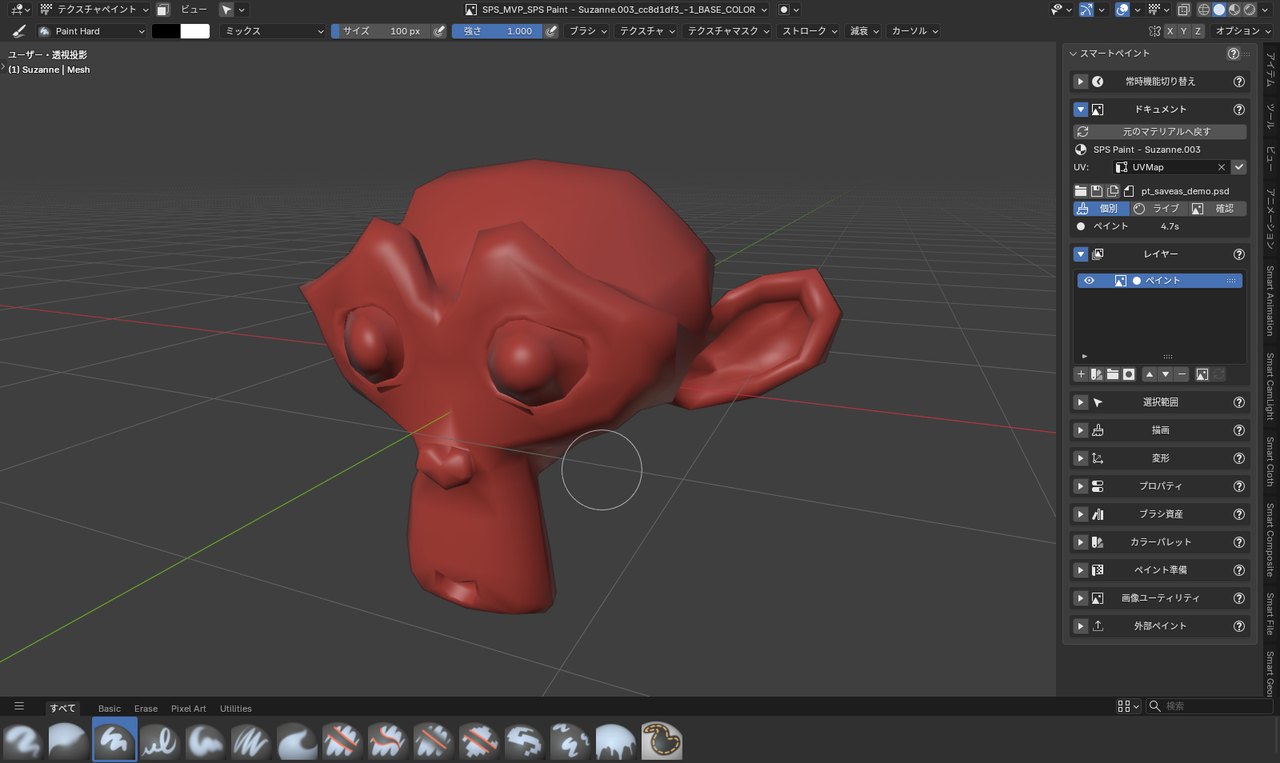 テクスチャペイント ビュー SPS_MVP_SPS Paint - Suzanne.003_cc8d1df3_-1_BASE_COLOR
Paint Hard ミックス サイズ 100 px 強さ 1.000 ブラシ テクスチャ テクスチャマスク ストローク 減衰 カーソル X Y Z オプション
ユーザー・透視投影
(1) Suzanne | Mesh
スマートペイント
常時機能切り替え
ドキュメント
元のマテリアルへ戻す
SPS Paint - Suzanne.003
UV: UVMap
pt_saveas_demo.psd
個別 ライブ 確認
ペイント 4.7s
レイヤー
ペイント
選択範囲
描画
変形
プロパティ
ブラシ資産
カラーパレット
ペイント準備
画像ユーティリティ
外部ペイント
アイテム
ツール
ビュー
アニメーション
Smart Animation
Smart CamLight
Smart Cloth
Smart Composite
Smart File
Smart Geo
すべて Basic Erase Pixel Art Utilities 検索